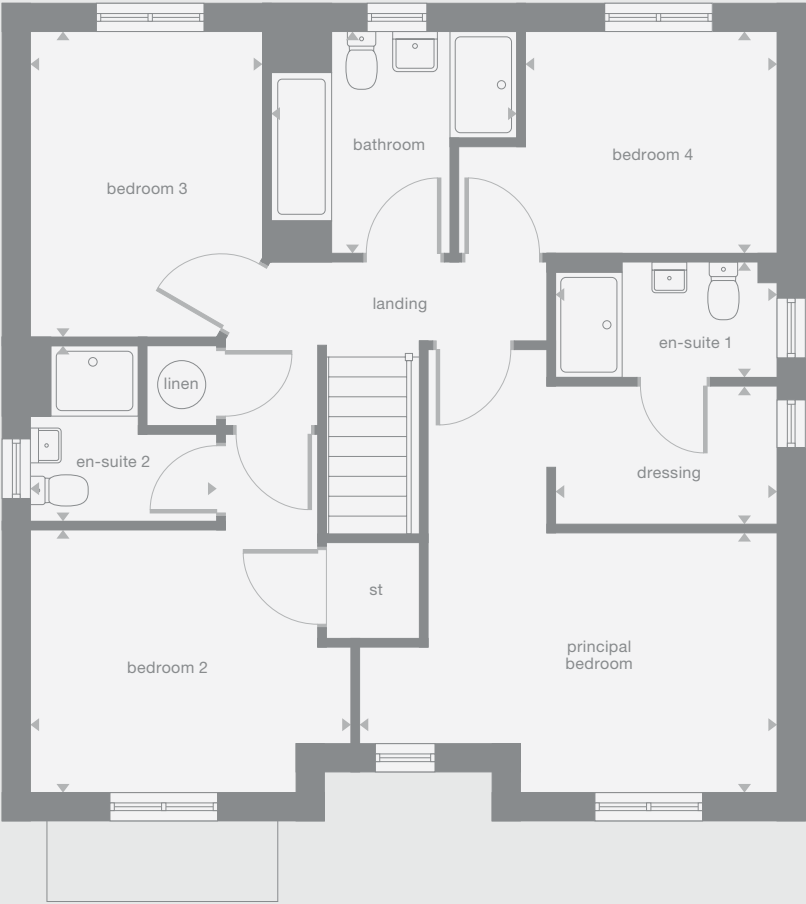 bathroom
bedroom 4
bedroom 3
landing
en-suite 1
linen
en-suite 2
dressing
st
principal
bedroom
bedroom 2